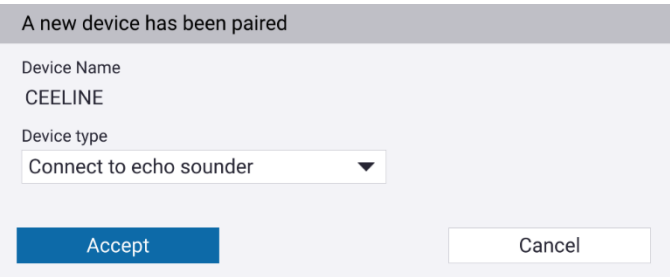 A new device has been paired
Device Name
CEELINE
Device type
Connect to echo sounder
Accept
Cancel